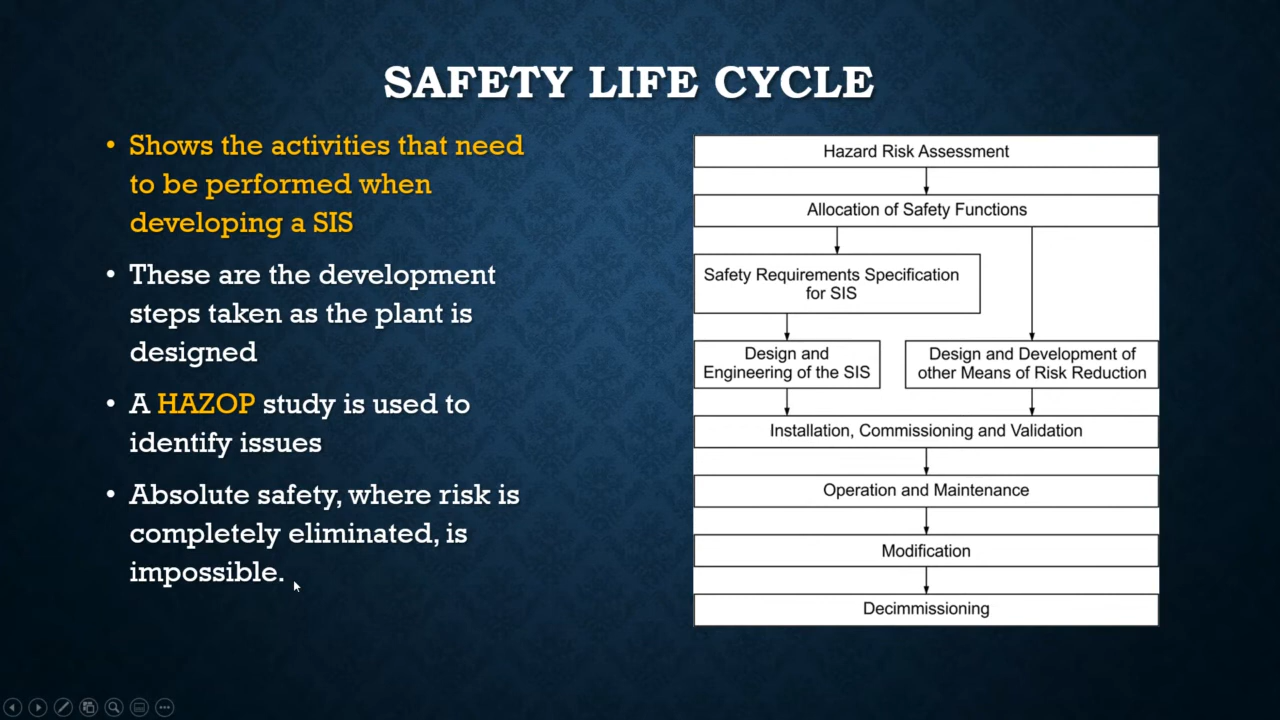 SAFETY LIFE CYCLE
• Shows the activities that need
to be performed when
developing a SIS
• These are the development
steps taken as the plant is
designed
• A HAZOP study is used to
identify issues
• Absolute safety, where risk is
completely eliminated, is
impossible.
Hazard Risk Assessment
Allocation of Safety Functions
Safety Requirements Specification
for SIS
Design and
Engineering of the SIS
Design and Development of
other Means of Risk Reduction
Installation, Commissioning and Validation
Operation and Maintenance
Modification
Decimmissioning